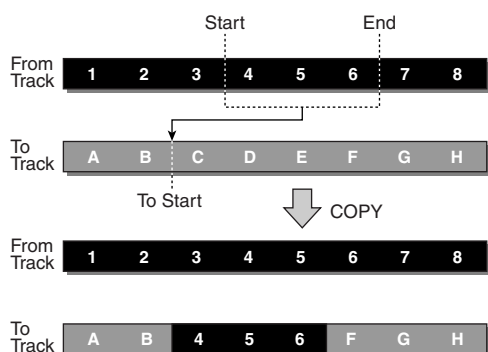 Start End
From
Track 1 2 3 4 5 6 7 8
To
Track A B C D E F G H
To Start
COPY
From
Track 1 2 3 4 5 6 7 8
To
Track A B 4 5 6 F G H